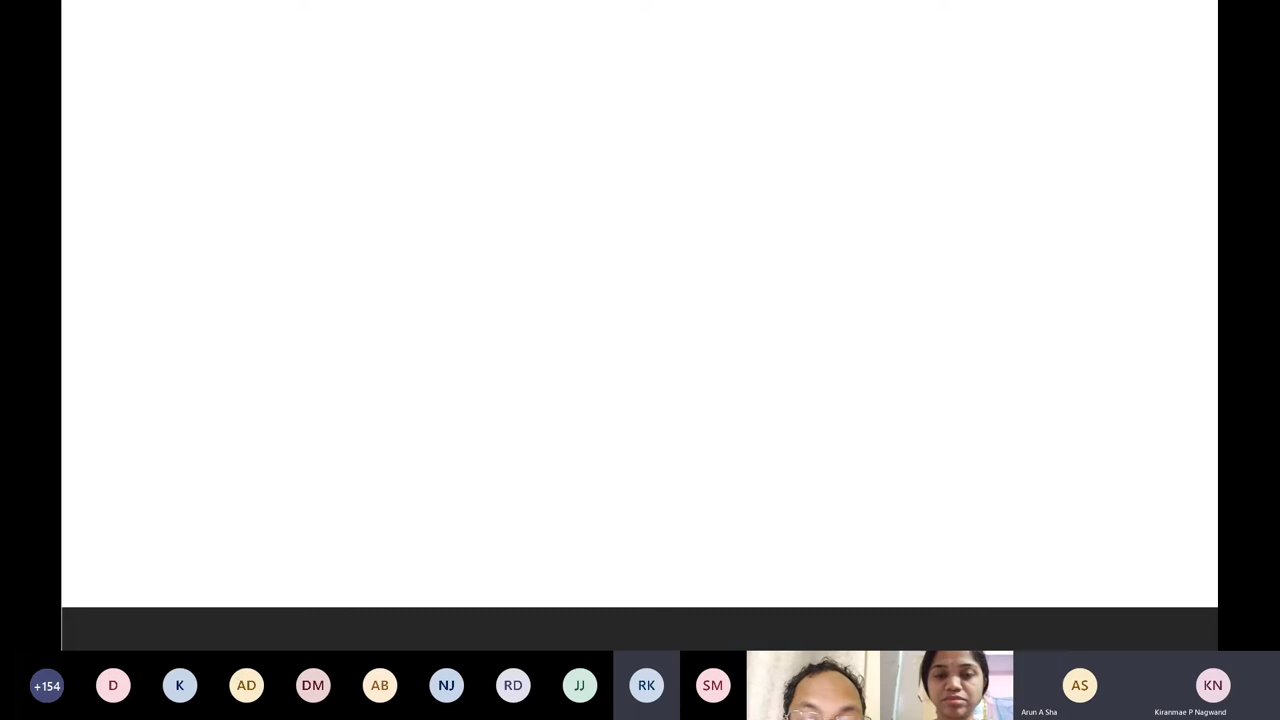 +154
D
K
AD
DM
AB
NJ
RD
JJ
RK
SM
AS
KN
Arun A Sha
Kiranmae P Nagwand